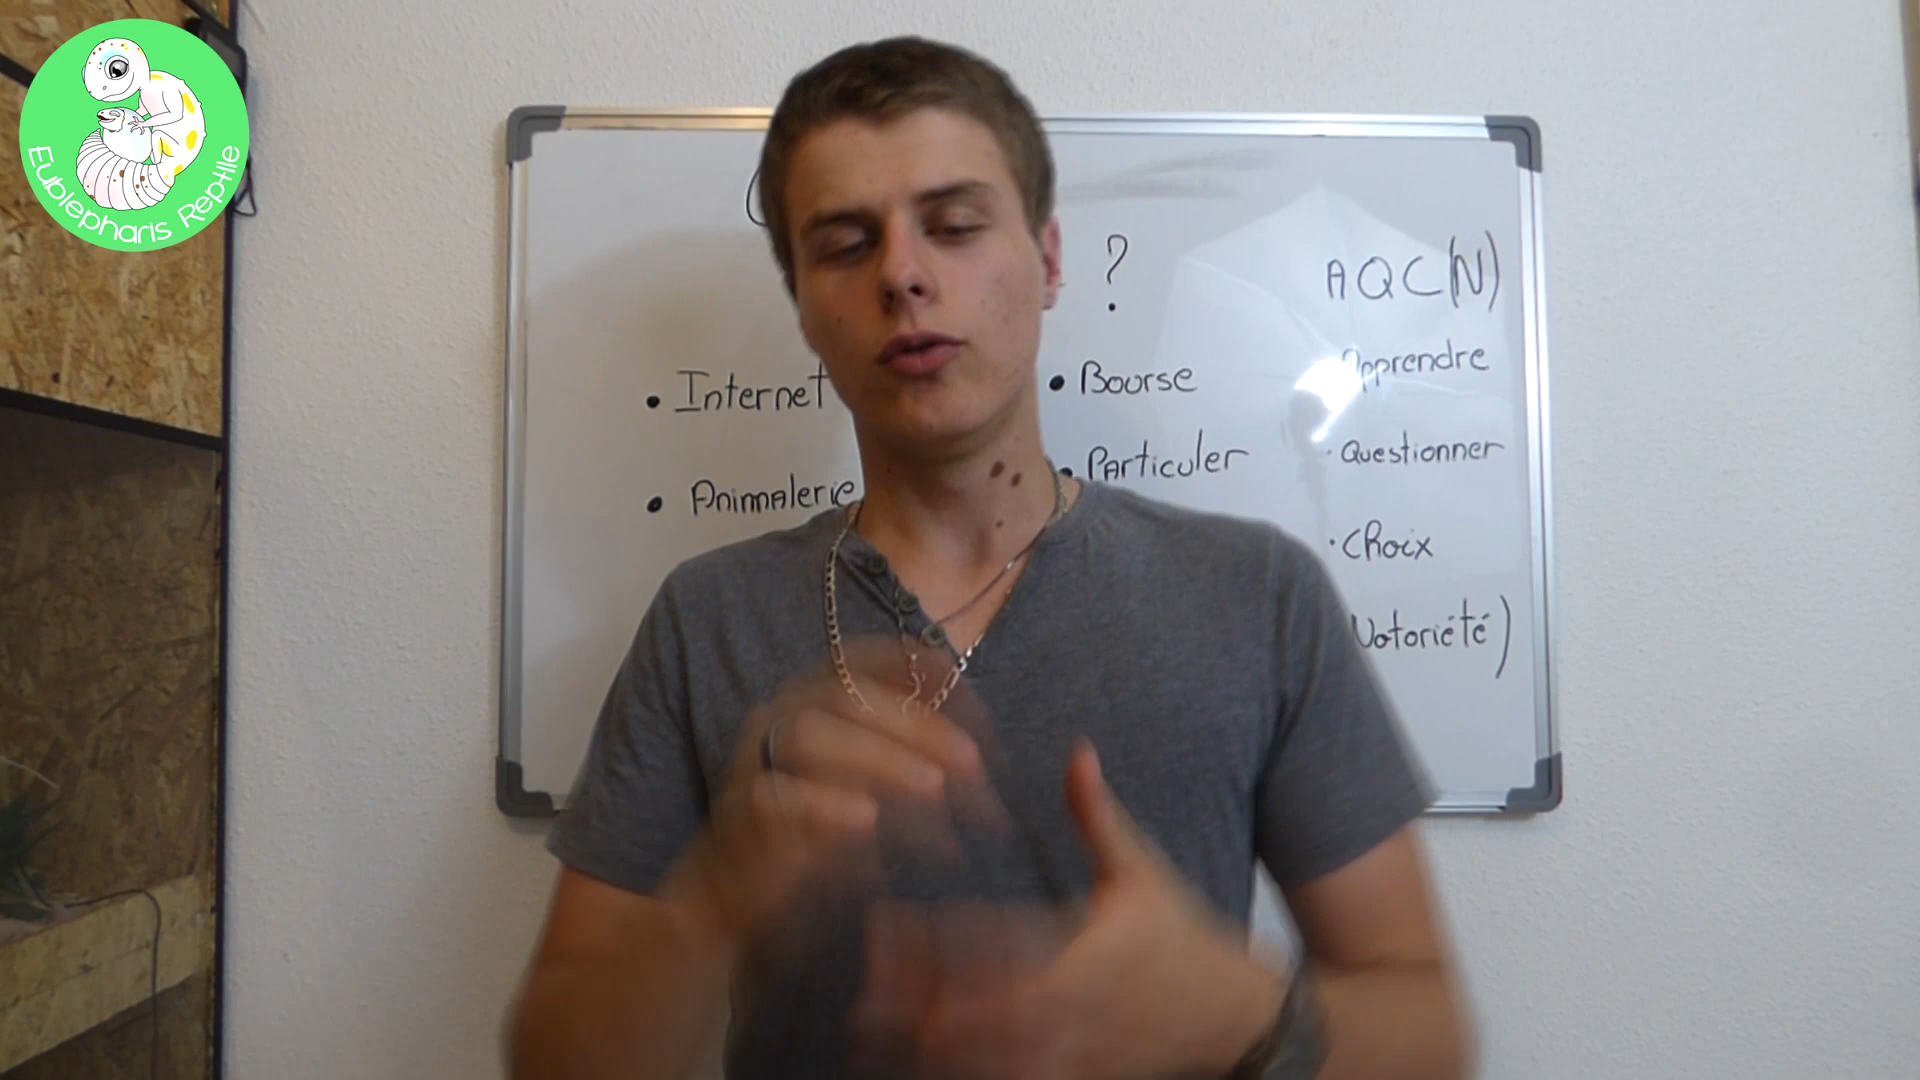 Eublepharis Reptile
?
• Internet
• Animalerie
• Bourse
• Particuler
AQC(N)
Apprendre
· Questionner
· Choix
Notoriété)